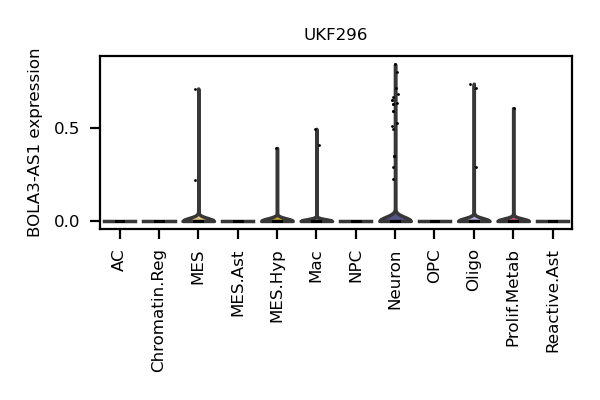 UKF296
BOLA3-AS1 expression
0.5
0.0
AC
Chromatin.Reg
MES
MES.Ast
MES.Hyp
Mac
NPC
Neuron
OPC
Oligo
Prolif.Metab
Reactive.Ast